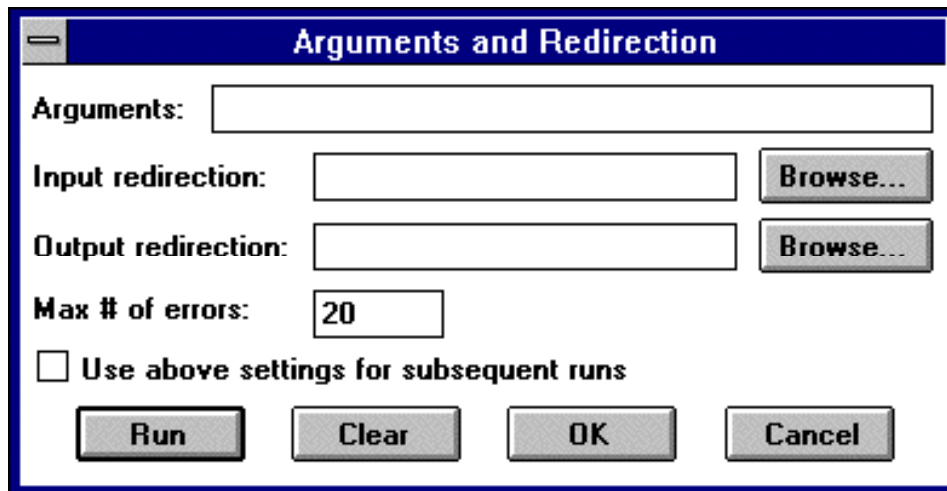 Arguments and Redirection
Arguments:
Input redirection: Browse...
Output redirection: Browse...
Max # of errors: 20
Use above settings for subsequent runs
Run Clear OK Cancel